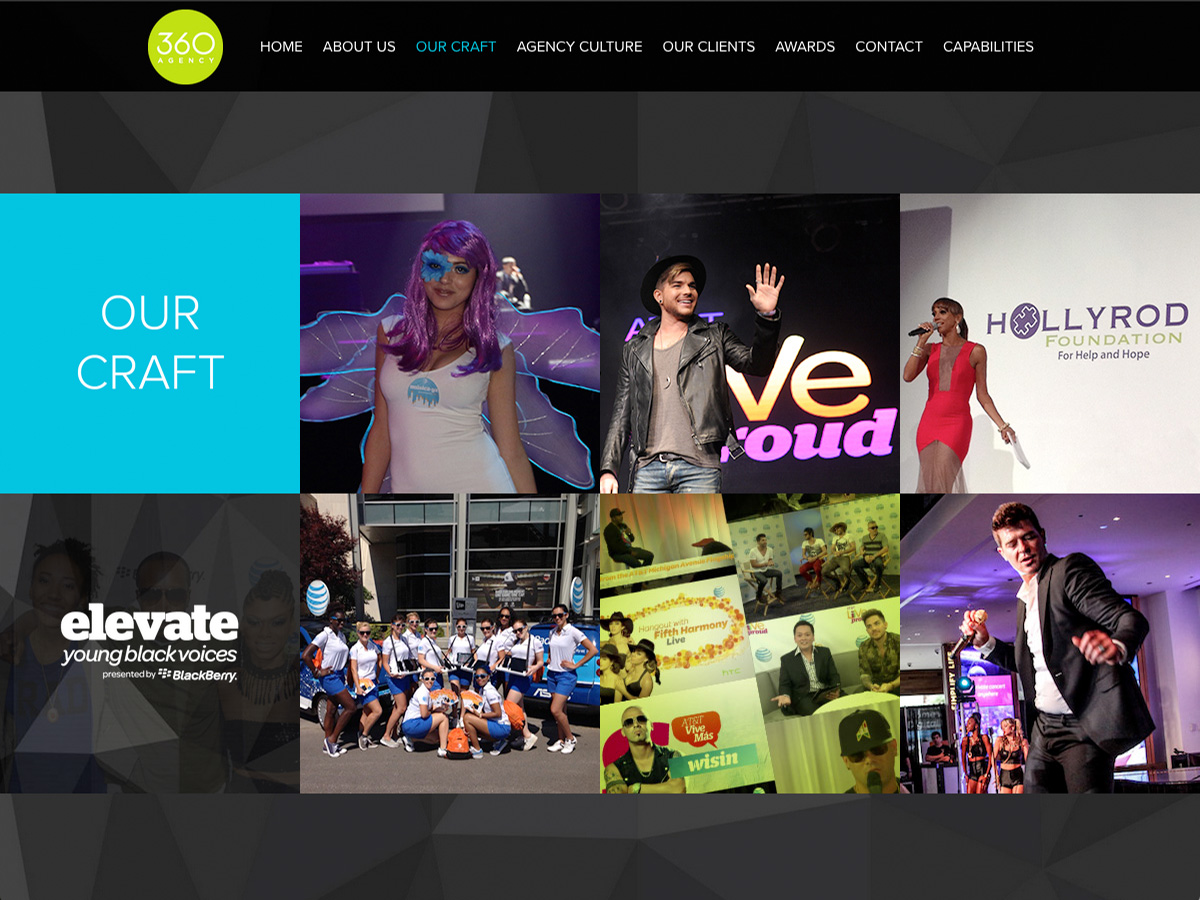 360
AGENCY
HOME ABOUT US OUR CRAFT AGENCY CULTURE OUR CLIENTS AWARDS CONTACT CAPABILITIES
OUR
CRAFT
AT&T
ve
roud
HOLLYROD
FOUNDATION
For Help and Hope
elevate
young black voices
presented by BlackBerry.
Hangout with
Fifth Harmony
Live
hTC
AT&T
Vive
Más
wisin